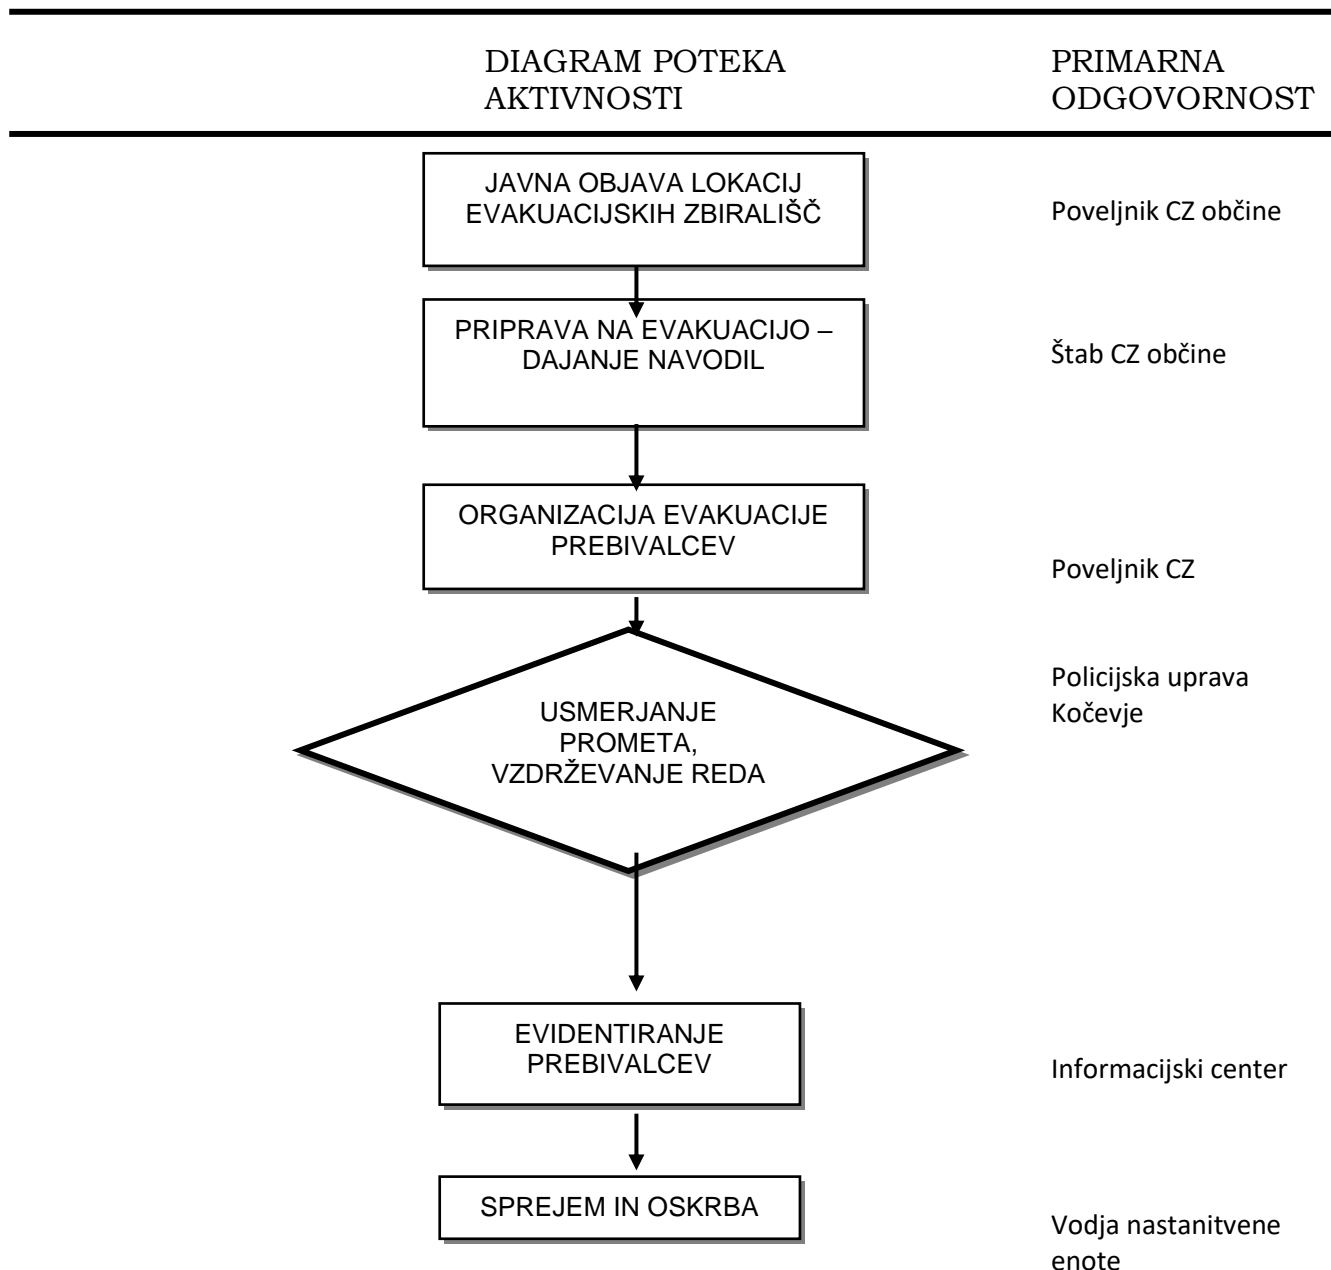 DIAGRAM POTEKA
AKTIVNOSTI
PRIMARNA
ODGOVORNOST
JAVNA OBJAVA LOKACIJ
EVAKUACIJSKIH ZBIRALIŠČ
Poveljnik CZ občine
PRIPRAVA NA EVAKUACIJO –
DAJANJE NAVODIL
Štab CZ občine
ORGANIZACIJA EVAKUACIJE
PREBIVALCEV
Poveljnik CZ
USMERJANJE
PROMETA,
VZDRŽEVANJE REDA
Policijska uprava
Kočevje
EVIDENTIRANJE
PREBIVALCEV
Informacijski center
SPREJEM IN OSKRBA
Vodja nastanitvene
enote